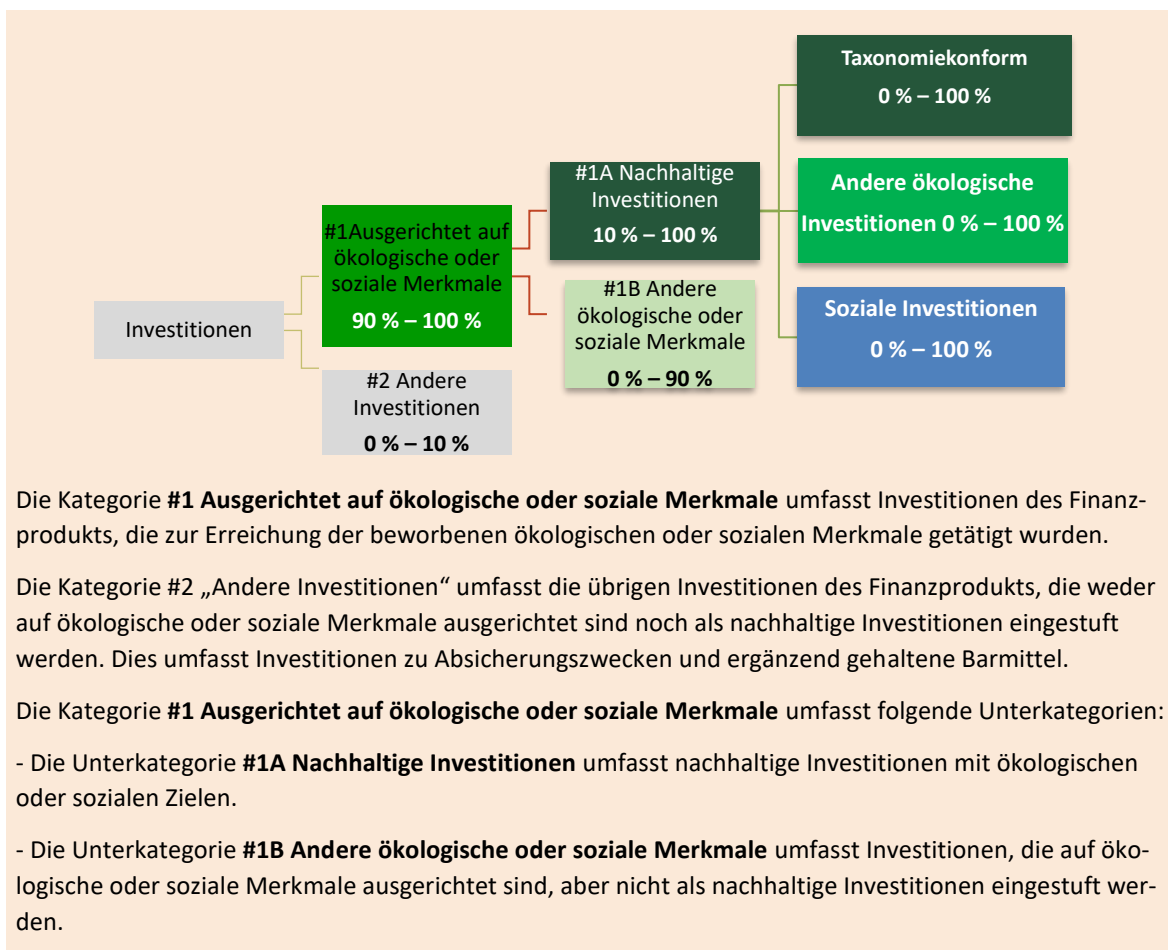 Taxonomiekonform
0 % – 100 %
#1A Nachhaltige
Investitionen
10 % – 100 %
Andere ökologische
Investitionen 0 % – 100 %
#1Ausgerichtet auf
ökologische oder
soziale Merkmale
90 % – 100 %
#1B Andere
ökologische oder
soziale Merkmale
0 % – 90 %
Soziale Investitionen
0 % – 100 %
Investitionen
#2 Andere
Investitionen
0 % – 10 %
Die Kategorie #1 Ausgerichtet auf ökologische oder soziale Merkmale umfasst Investitionen des Finanz-
produkts, die zur Erreichung der beworbenen ökologischen oder sozialen Merkmale getätigt wurden.
Die Kategorie #2 „Andere Investitionen“ umfasst die übrigen Investitionen des Finanzprodukts, die weder
auf ökologische oder soziale Merkmale ausgerichtet sind noch als nachhaltige Investitionen eingestuft
werden. Dies umfasst Investitionen zu Absicherungszwecken und ergänzend gehaltene Barmittel.
Die Kategorie #1 Ausgerichtet auf ökologische oder soziale Merkmale umfasst folgende Unterkategorien:
- Die Unterkategorie #1A Nachhaltige Investitionen umfasst nachhaltige Investitionen mit ökologischen
oder sozialen Zielen.
- Die Unterkategorie #1B Andere ökologische oder soziale Merkmale umfasst Investitionen, die auf öko-
logische oder soziale Merkmale ausgerichtet sind, aber nicht als nachhaltige Investitionen eingestuft wer-
den.